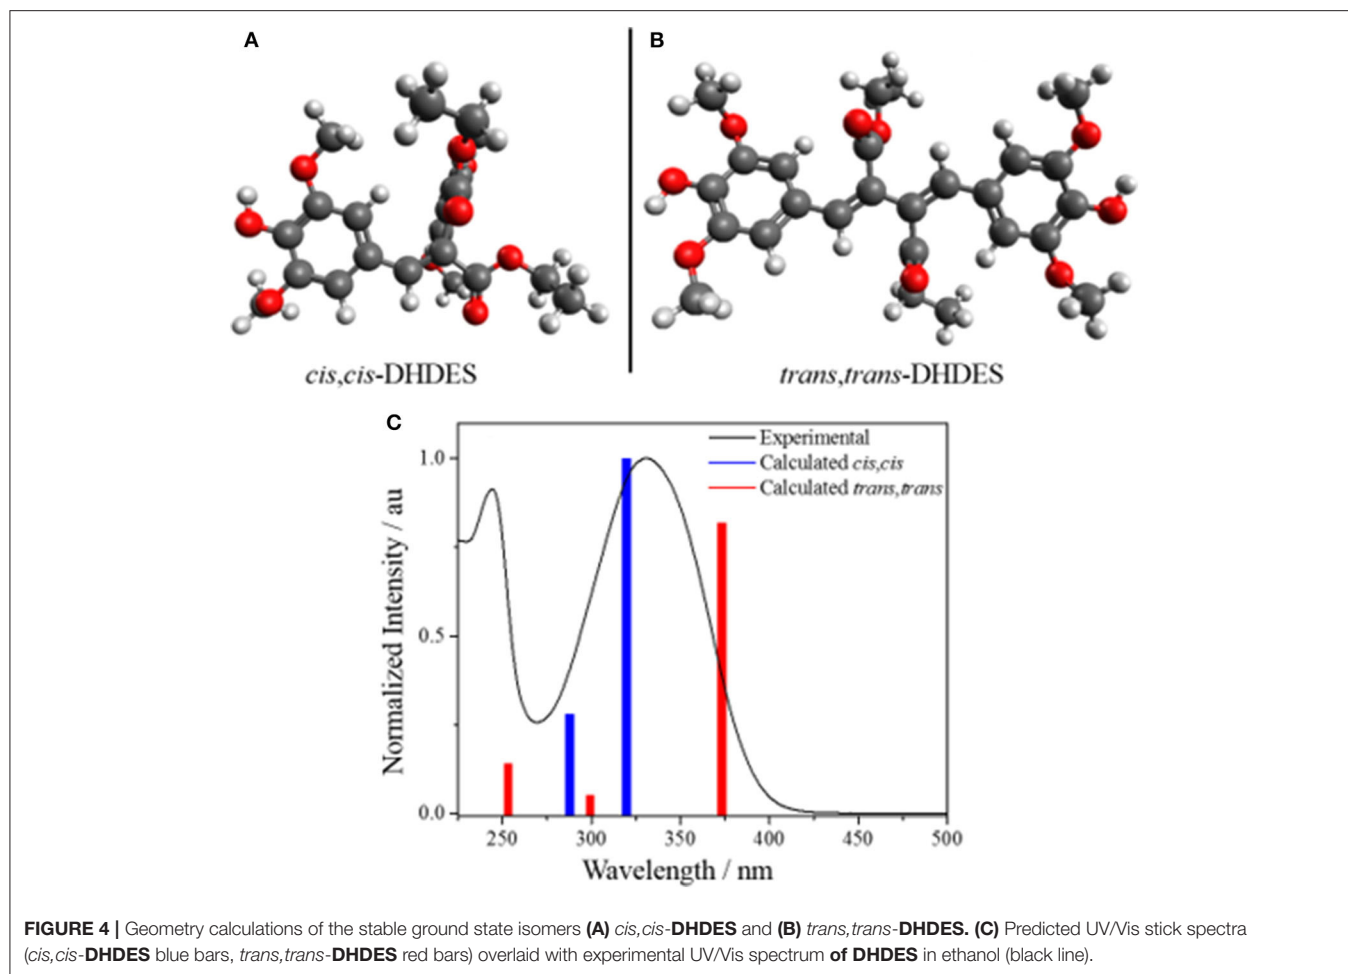 A
B
cis,cis-DHDES
trans,trans-DHDES
C
Experimental
Calculated cis,cis
Calculated trans,trans
1.0
0.5
0.0
Normalized Intensity / au
250 300 350 400 450 500
Wavelength / nm
FIGURE 4 | Geometry calculations of the stable ground state isomers (A) cis,cis-DHDES and (B) trans,trans-DHDES. (C) Predicted UV/Vis stick spectra
(cis,cis-DHDES blue bars, trans,trans-DHDES red bars) overlaid with experimental UV/Vis spectrum of DHDES in ethanol (black line).